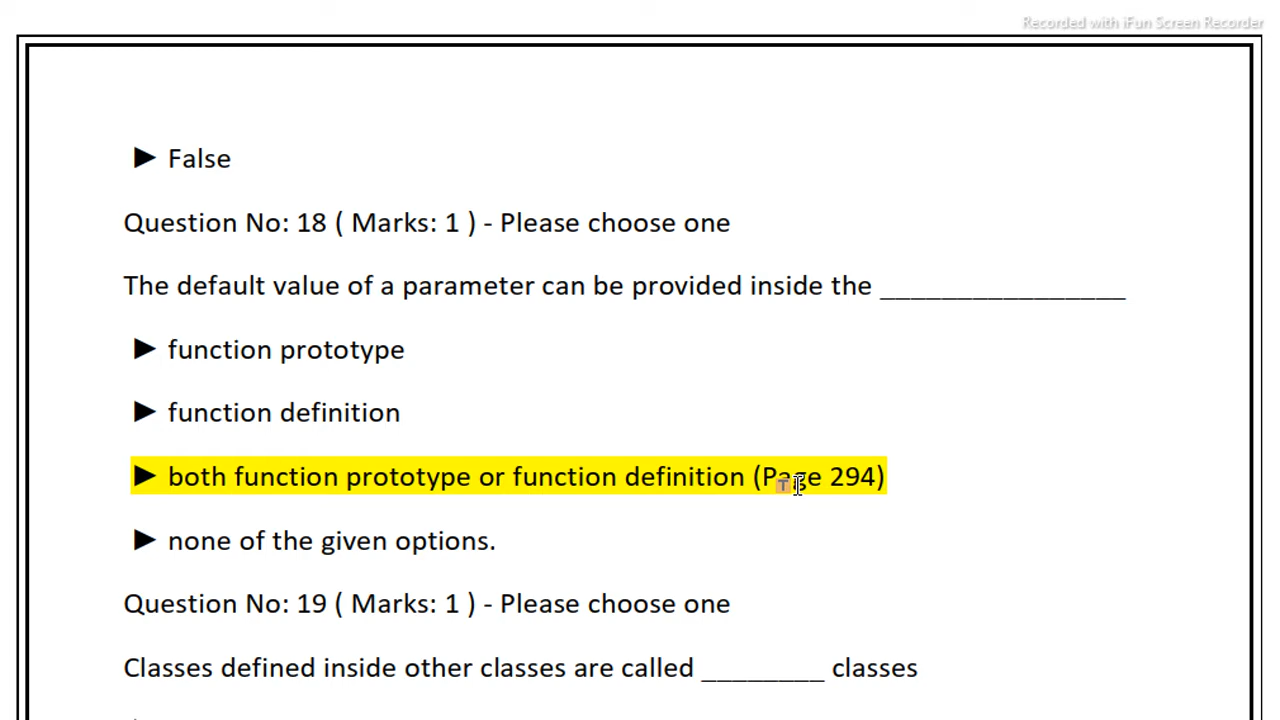 Recorded with iFun Screen Recorder
► False
Question No: 18 ( Marks: 1 ) - Please choose one
The default value of a parameter can be provided inside the ________________
► function prototype
► function definition
► both function prototype or function definition (Page 294)
► none of the given options.
Question No: 19 ( Marks: 1 ) - Please choose one
Classes defined inside other classes are called ________ classes